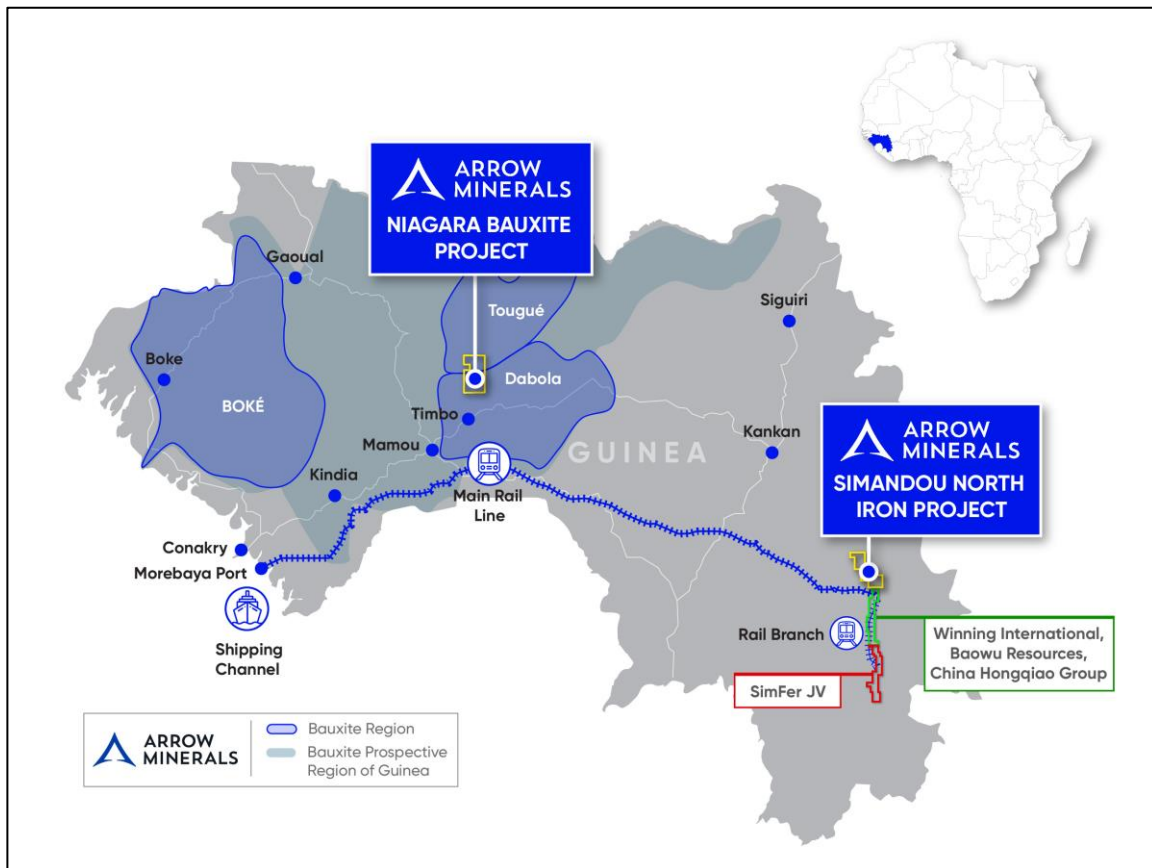 ARROW
MINERALS
NIAGARA BAUXITE
PROJECT
Gaoual
Tougué
Siguiri
Boke
BOKÉ
Dabola
Timbo
Mamou
GUINEA
Kankan
Kindia
Main Rail
Line
ARROW
MINERALS
SIMANDOU NORTH
IRON PROJECT
Conakry
Morebaya Port
Shipping
Channel
Rail Branch
Winning International,
Baowu Resources,
China Hongqiao Group
SimFer JV
ARROW
MINERALS
Bauxite Region
Bauxite Prospective
Region of Guinea